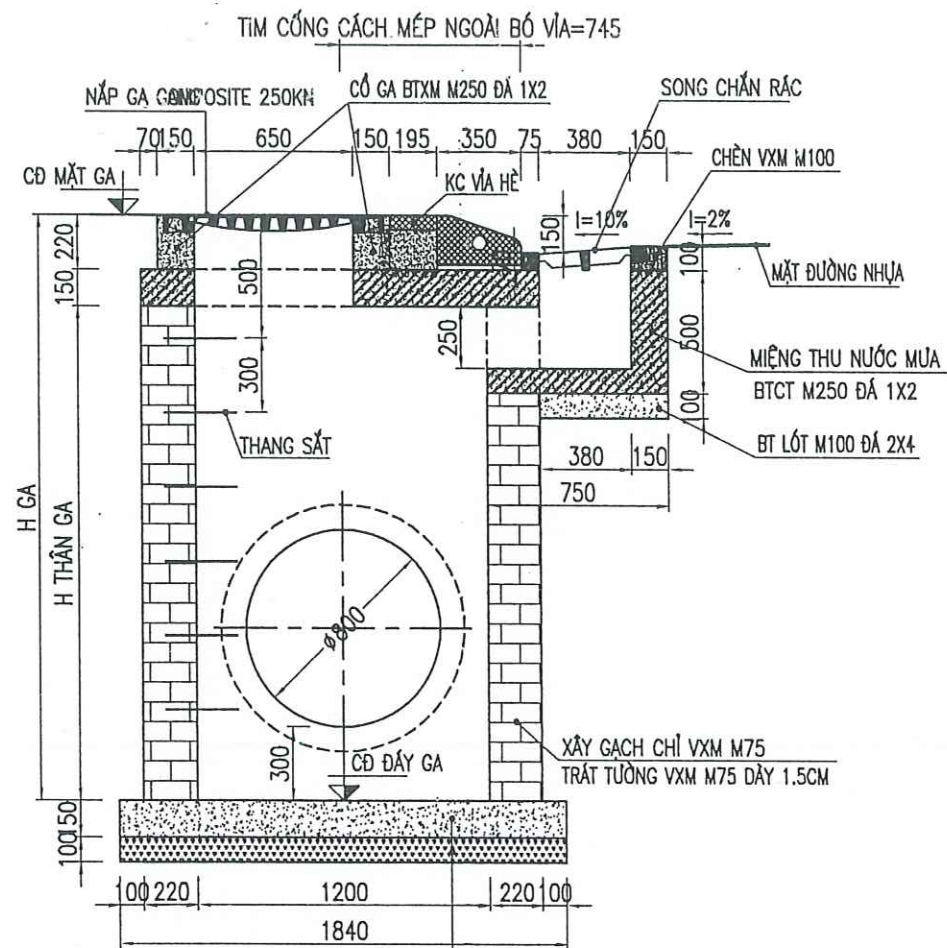 TIM CỐNG CÁCH MÉP NGOÀI BÓ VỈA=745
NẮP GA COMPOSITE 250KN
CỔ GA BTXM M250 ĐÁ 1X2
SONG CHẮN RÁC
70 150 650 150 195 350 75 380 150
CHÈN VXM M100
CĐ MẶT GA
KC VỈA HÈ
I=10%
I=2%
150
220
100
MẶT ĐƯỜNG NHỰA
150
500
250
500
300
MIỆNG THU NƯỚC MƯA
BTCT M250 ĐÁ 1X2
100
THANG SẮT
BT LÓT M100 ĐÁ 2X4
380 150
750
H GA
H THÂN GA
Ø800
300
CĐ ĐÁY GA
XÂY GẠCH CHỈ VXM M75
TRÁT TƯỜNG VXM M75 DÀY 1.5CM
150
100
100 220 1200 220 100
1840